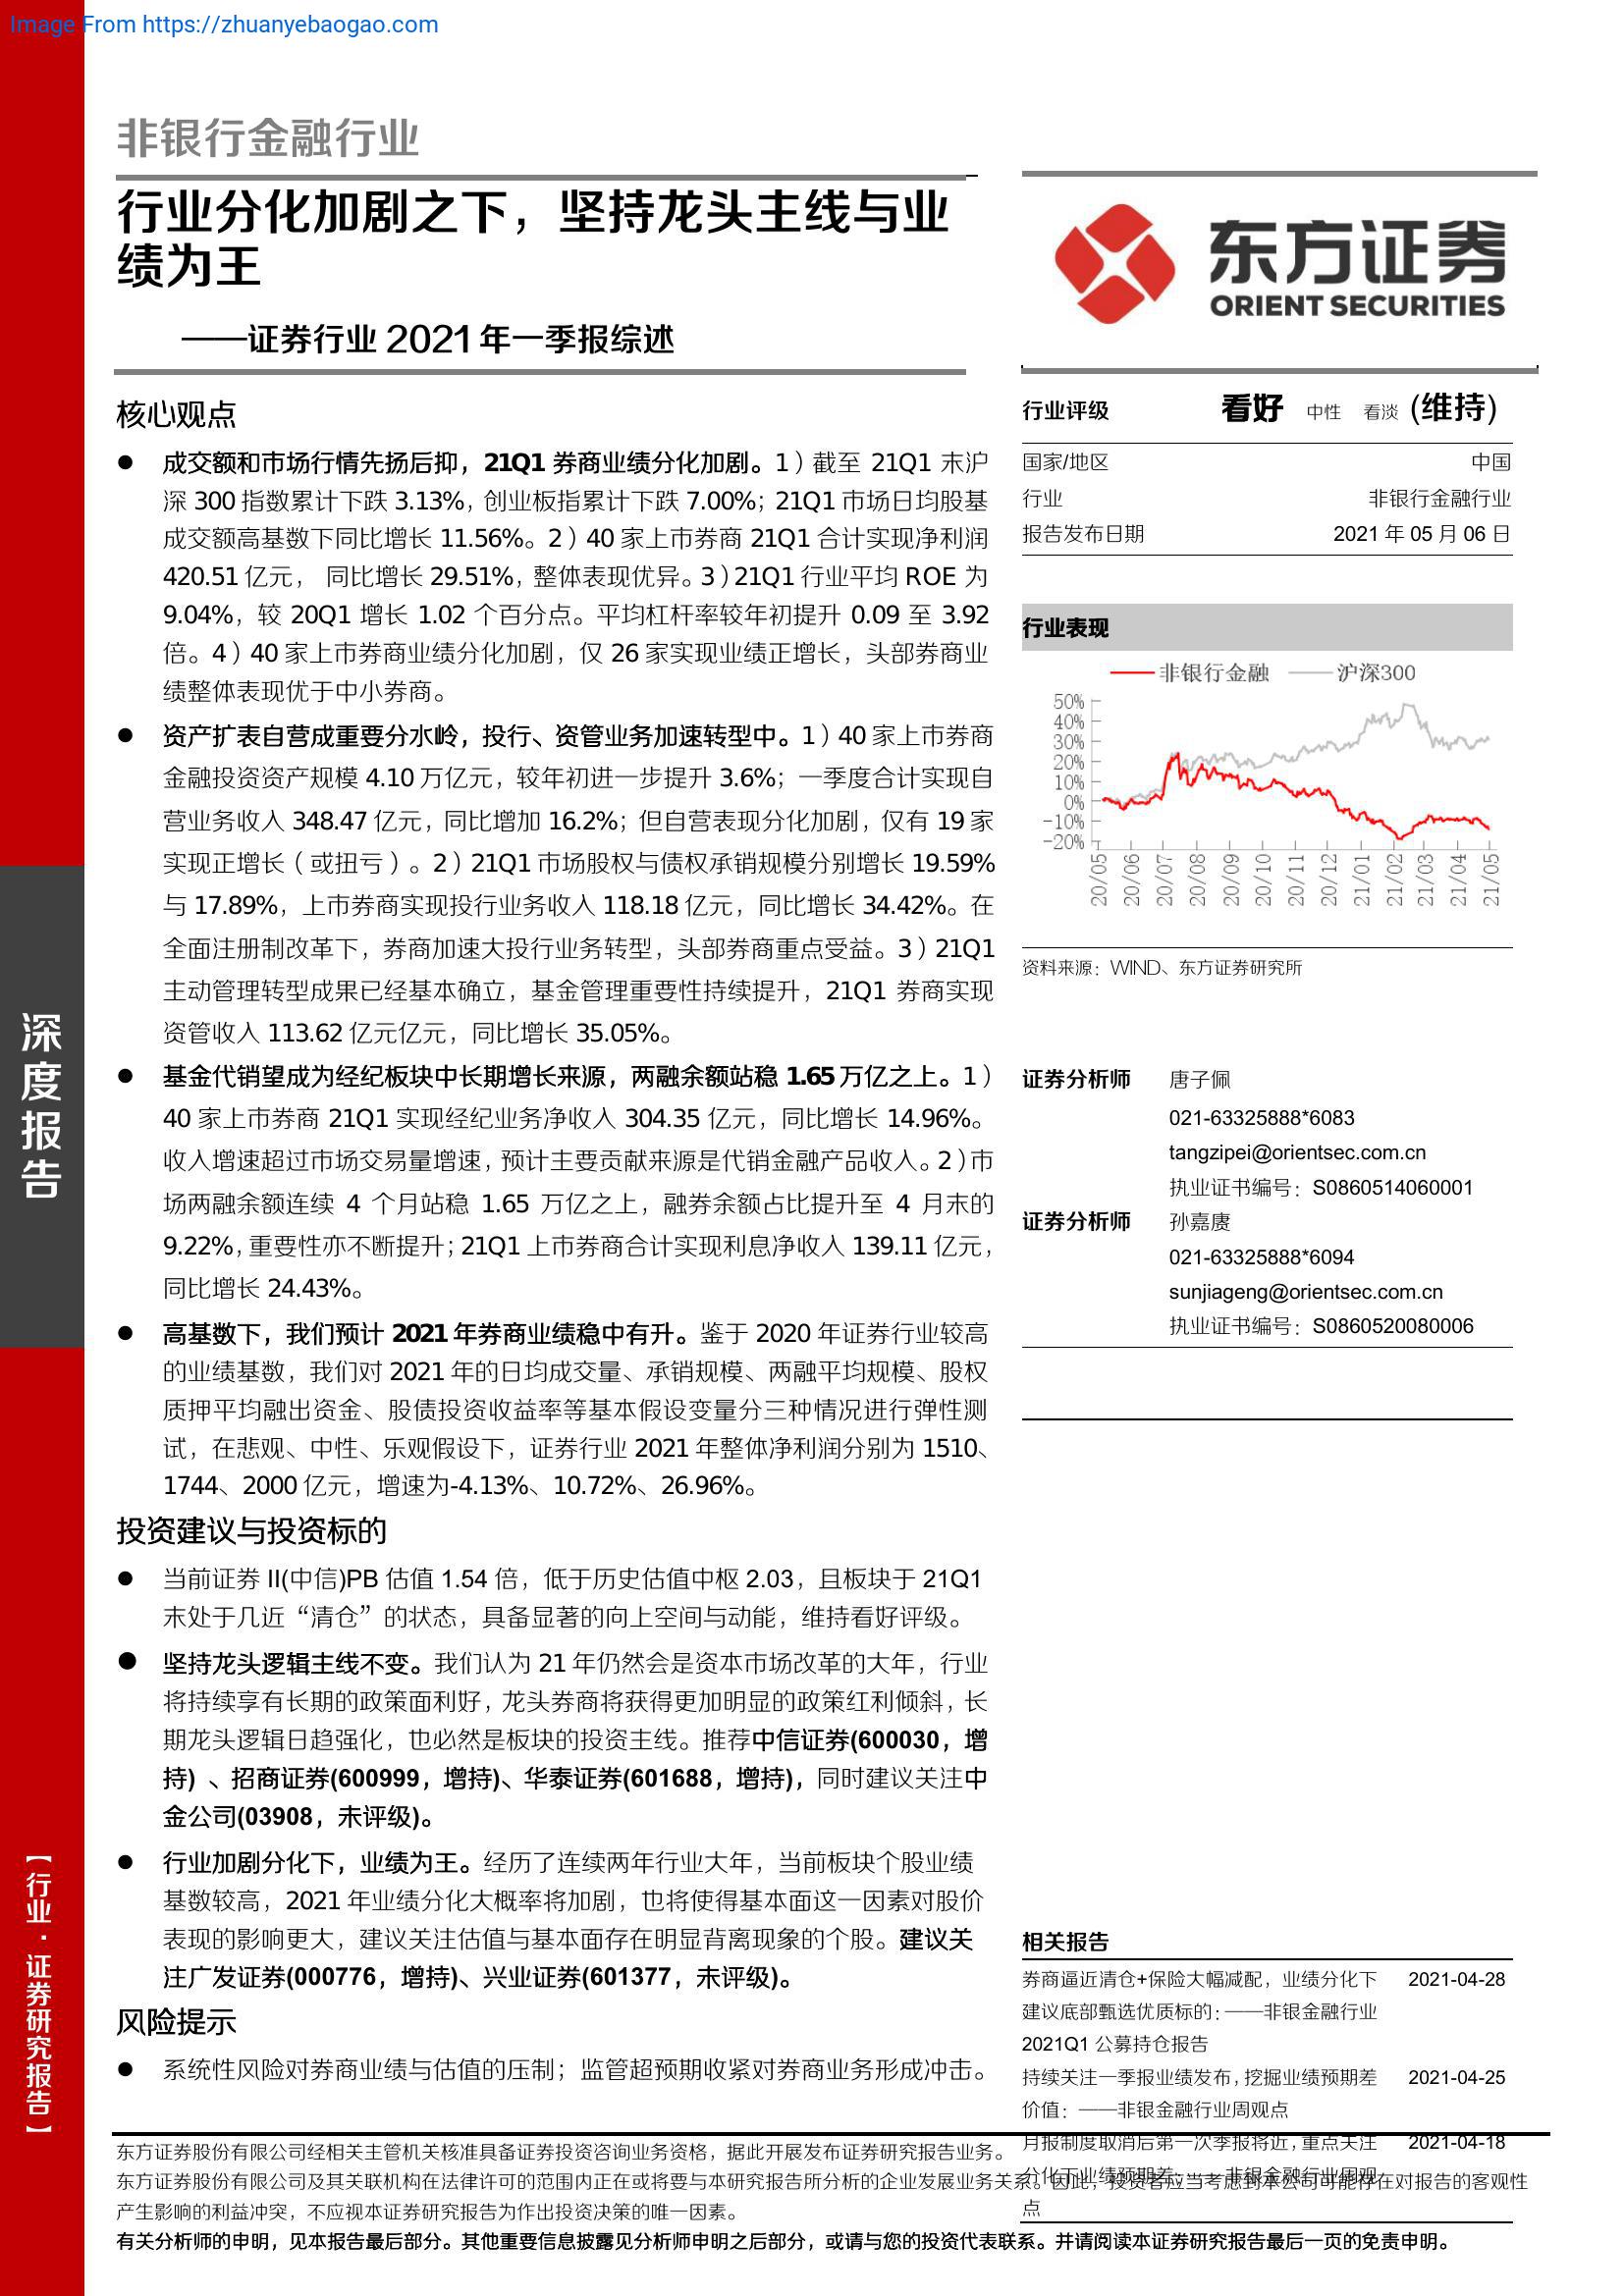 Image From https://zhuanyebaogao.com
非银行金融行业
行业分化加剧之下，坚持龙头主线与业
绩为王
——证券行业 2021 年一季报综述
核心观点
● 成交额和市场行情先扬后抑，21Q1 券商业绩分化加剧。1）截至 21Q1 末沪
深 300 指数累计下跌 3.13%，创业板指累计下跌 7.00%；21Q1 市场日均股基
成交额高基数下同比增长 11.56%。2）40 家上市券商 21Q1 合计实现净利润
420.51 亿元， 同比增长 29.51%，整体表现优异。3）21Q1 行业平均 ROE 为
9.04%，较 20Q1 增长 1.02 个百分点。平均杠杆率较年初提升 0.09 至 3.92
倍。4）40 家上市券商业绩分化加剧，仅 26 家实现业绩正增长，头部券商业
绩整体表现优于中小券商。
● 资产扩表自营成重要分水岭，投行、资管业务加速转型中。1）40 家上市券商
金融投资资产规模 4.10 万亿元，较年初进一步提升 3.6%；一季度合计实现自
营业务收入 348.47 亿元，同比增加 16.2%；但自营表现分化加剧，仅有 19 家
实现正增长（或扭亏）。2）21Q1 市场股权与债权承销规模分别增长 19.59%
与 17.89%，上市券商实现投行业务收入 118.18 亿元，同比增长 34.42%。在
全面注册制改革下，券商加速大投行业务转型，头部券商重点受益。3）21Q1
主动管理转型成果已经基本确立，基金管理重要性持续提升，21Q1 券商实现
资管收入 113.62 亿元亿元，同比增长 35.05%。
● 基金代销望成为经纪板块中长期增长来源，两融余额站稳 1.65 万亿之上。1）
40 家上市券商 21Q1 实现经纪业务净收入 304.35 亿元，同比增长 14.96%。
收入增速超过市场交易量增速，预计主要贡献来源是代销金融产品收入。2）市
场两融余额连续 4 个月站稳 1.65 万亿之上，融券余额占比提升至 4 月末的
9.22%，重要性亦不断提升；21Q1 上市券商合计实现利息净收入 139.11 亿元，
同比增长 24.43%。
● 高基数下，我们预计 2021 年券商业绩稳中有升。鉴于 2020 年证券行业较高
的业绩基数，我们对 2021 年的日均成交量、承销规模、两融平均规模、股权
质押平均融出资金、股债投资收益率等基本假设变量分三种情况进行弹性测
试，在悲观、中性、乐观假设下，证券行业 2021 年整体净利润分别为 1510、
1744、2000 亿元，增速为-4.13%、10.72%、26.96%。
投资建议与投资标的
● 当前证券 II(中信)PB 估值 1.54 倍，低于历史估值中枢 2.03，且板块于 21Q1
末处于几近“清仓”的状态，具备显著的向上空间与动能，维持看好评级。
● 坚持龙头逻辑主线不变。我们认为 21 年仍然会是资本市场改革的大年，行业
将持续享有长期的政策面利好，龙头券商将获得更加明显的政策红利倾斜，长
期龙头逻辑日趋强化，也必然是板块的投资主线。推荐中信证券(600030，增
持) 、招商证券(600999，增持)、华泰证券(601688，增持)，同时建议关注中
金公司(03908，未评级)。
● 行业加剧分化下，业绩为王。经历了连续两年行业大年，当前板块个股业绩
基数较高，2021 年业绩分化大概率将加剧，也将使得基本面这一因素对股价
表现的影响更大，建议关注估值与基本面存在明显背离现象的个股。建议关
注广发证券(000776，增持)、兴业证券(601377，未评级)。
风险提示
● 系统性风险对券商业绩与估值的压制；监管超预期收紧对券商业务形成冲击。
东方证券
ORIENT SECURITIES
行业评级 看好 中性 看淡 (维持)
国家/地区 中国
行业 非银行金融行业
报告发布日期 2021 年 05 月 06 日
行业表现
非银行金融 沪深300
50%
40%
30%
20%
10%
0%
-10%
-20%
20/05 20/06 20/07 20/08 20/09 20/10 20/11 20/12 21/01 21/02 21/03 21/04 21/05
资料来源：WIND、东方证券研究所
证券分析师 唐子佩
021-63325888*6083
tangzipei@orientsec.com.cn
执业证书编号：S0860514060001
证券分析师 孙嘉赓
021-63325888*6094
sunjiageng@orientsec.com.cn
执业证书编号：S0860520080006
相关报告
券商逼近清仓+保险大幅减配，业绩分化下 2021-04-28
建议底部甄选优质标的：——非银金融行业
2021Q1 公募持仓报告
持续关注一季报业绩发布，挖掘业绩预期差 2021-04-25
价值：——非银金融行业周观点
月报制度取消后第一次季报将近，重点关注 2021-04-18
分化下业绩预期差：——非银金融行业周观
点
深度报告
【行业·证券研究报告】
东方证券股份有限公司经相关主管机关核准具备证券投资咨询业务资格，据此开展发布证券研究报告业务。
东方证券股份有限公司及其关联机构在法律许可的范围内正在或将要与本研究报告所分析的企业发展业务关系。因此，投资者应当考虑到本公司可能存在对报告的客观性
产生影响的利益冲突，不应视本证券研究报告为作出投资决策的唯一因素。
有关分析师的申明，见本报告最后部分。其他重要信息披露见分析师申明之后部分，或请与您的投资代表联系。并请阅读本证券研究报告最后一页的免责申明。